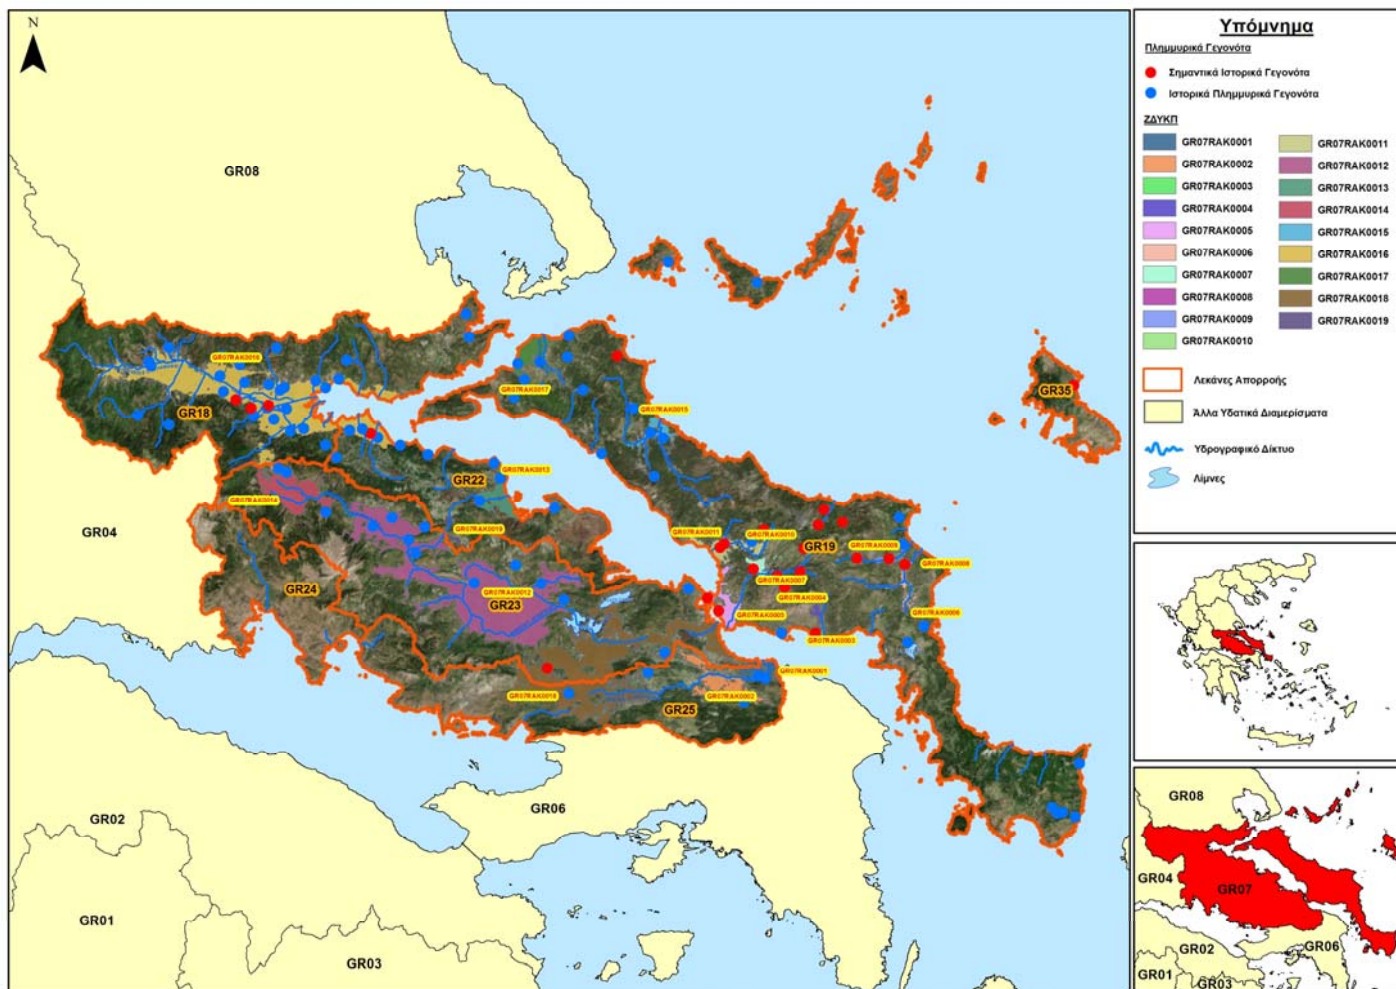 N
GR08
GR07RAK0016
GR18
GR07RAK0017
GR07RAK0015
GR35
GR22
GR07RAK0013
GR07RAK0014
GR07RAK0019
GR07RAK0011
GR07RAK0010
GR19
GR07RAK0009
GR07RAK0008
GR04
GR24
GR07RAK0012
GR23
GR07RAK0007
GR07RAK0004
GR07RAK0005
GR07RAK0006
GR07RAK0003
GR07RAK0001
GR07RAK0018
GR07RAK0002
GR25
GR06
GR02
GR01
GR03
Υπόμνημα
Πλημμυρικά Γεγονότα
Σημαντικά Ιστορικά Γεγονότα
Ιστορικά Πλημμυρικά Γεγονότα
ΖΔΥΚΠ
GR07RAK0001
GR07RAK0002
GR07RAK0003
GR07RAK0004
GR07RAK0005
GR07RAK0006
GR07RAK0007
GR07RAK0008
GR07RAK0009
GR07RAK0010
GR07RAK0011
GR07RAK0012
GR07RAK0013
GR07RAK0014
GR07RAK0015
GR07RAK0016
GR07RAK0017
GR07RAK0018
GR07RAK0019
Λεκάνες Απορροής
Άλλα Υδατικά Διαμερίσματα
Υδρογραφικό Δίκτυο
Λίμνες
GR08
GR04
GR07
GR02
GR06
GR01
GR03